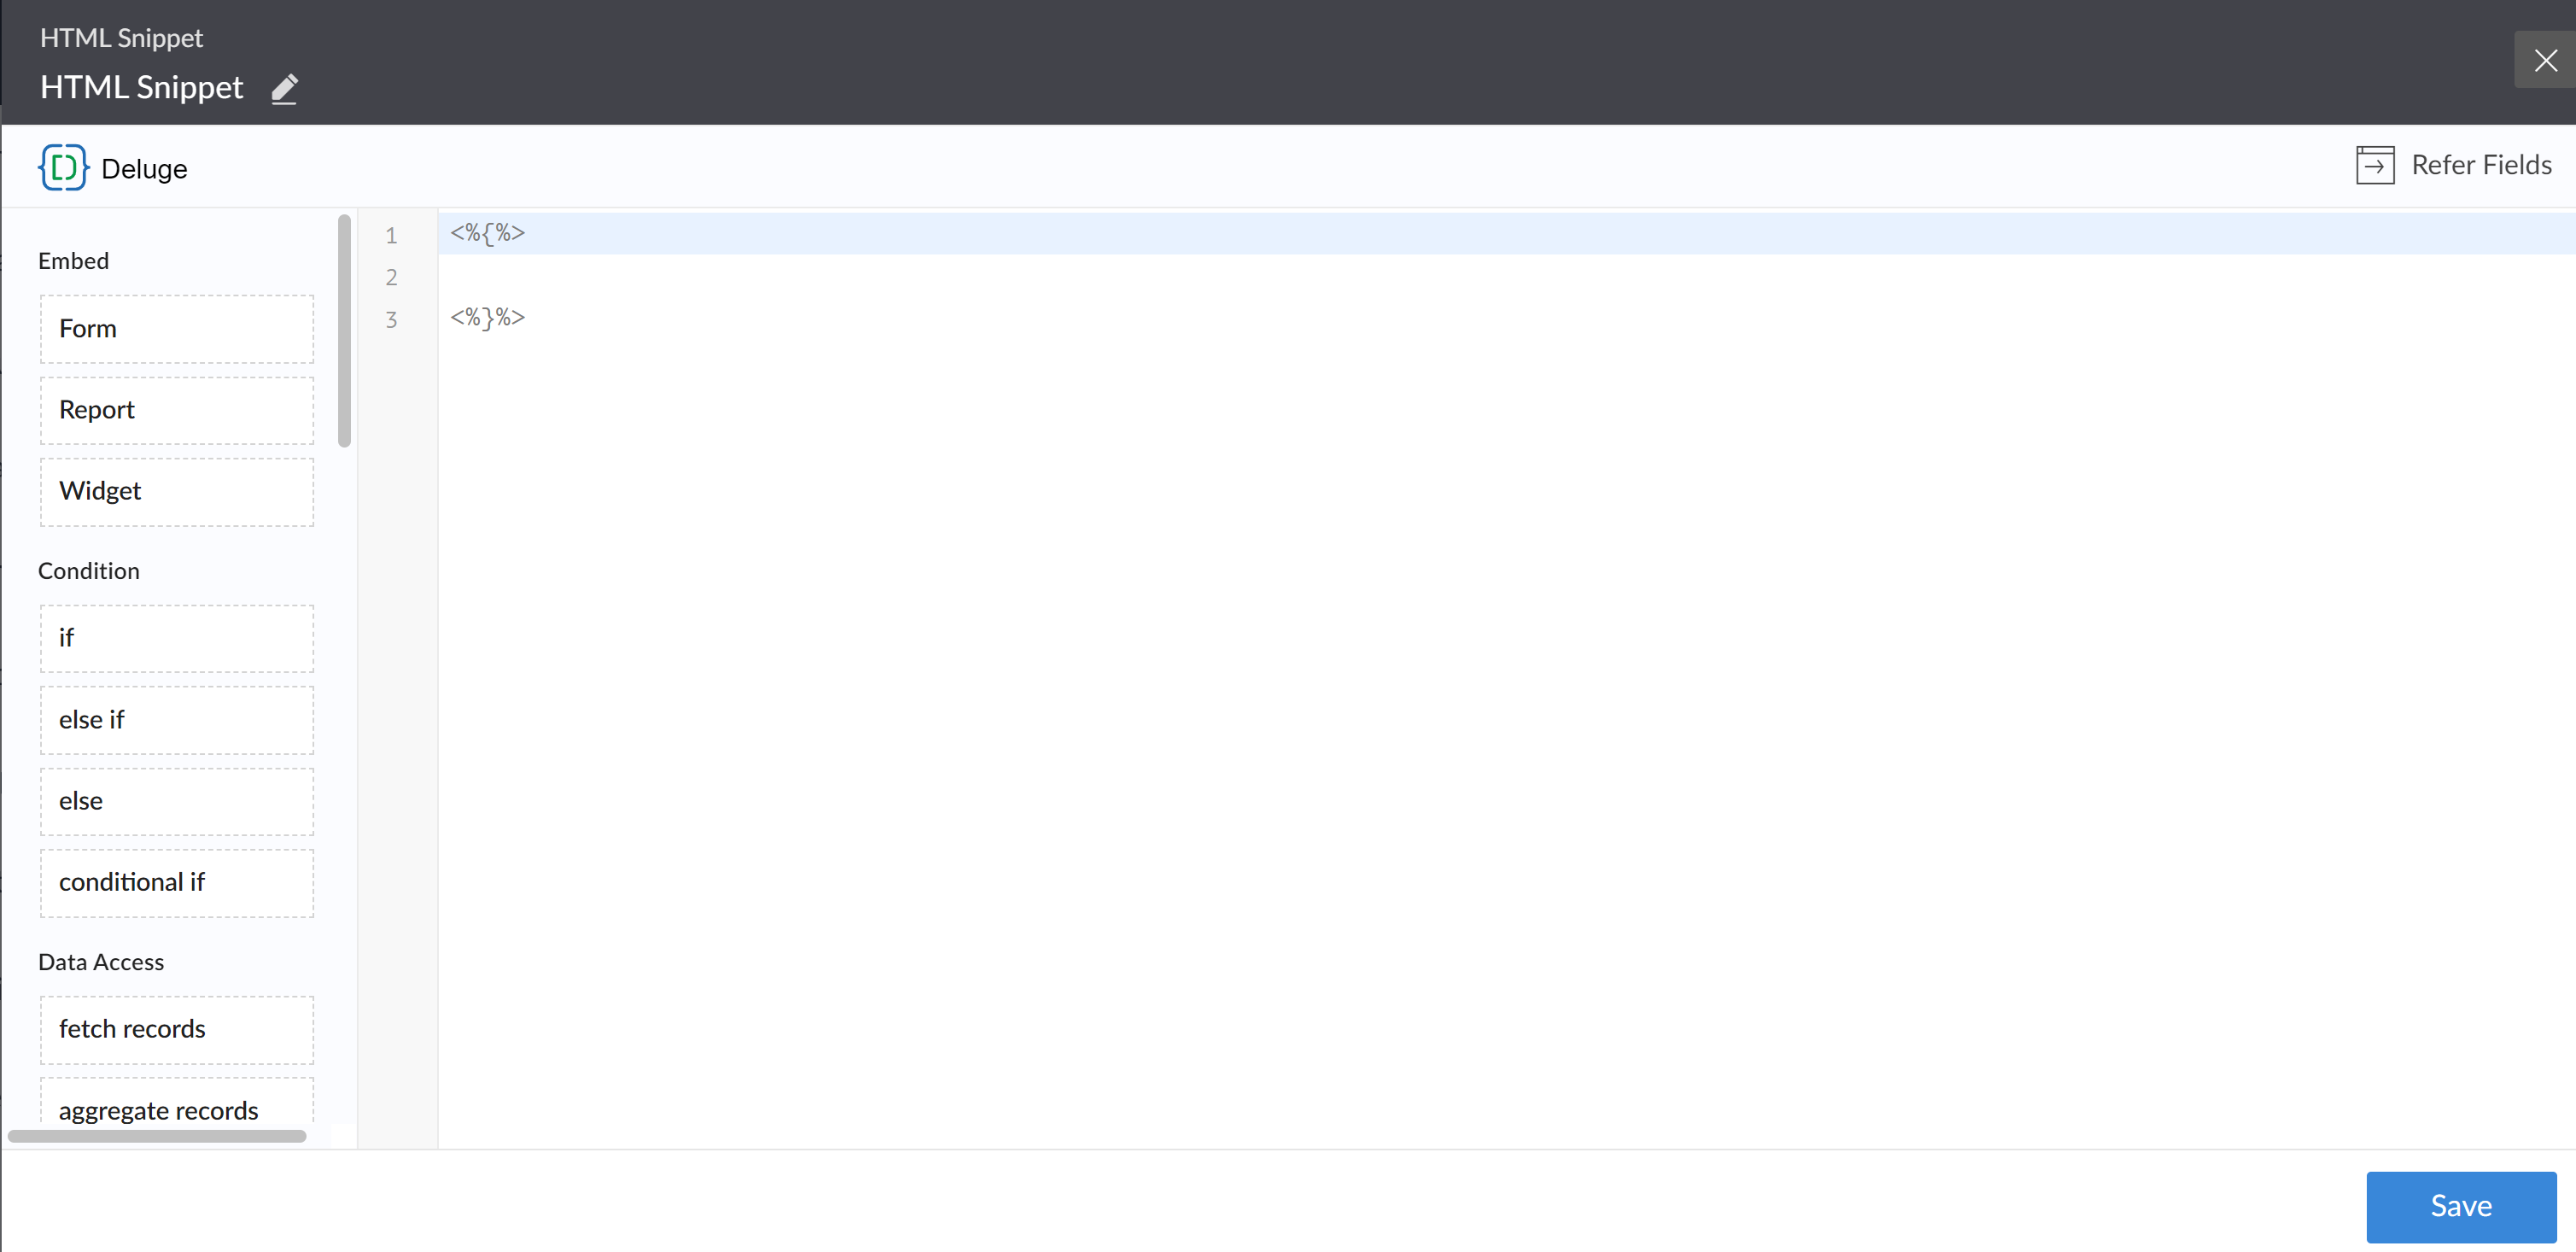 HTML Snippet
HTML Snippet
Deluge
Refer Fields
Embed
Form
Report
Widget
Condition
if
else if
else
conditional if
Data Access
fetch records
aggregate records
1 <%{%>
2
3 <%}%>
Save